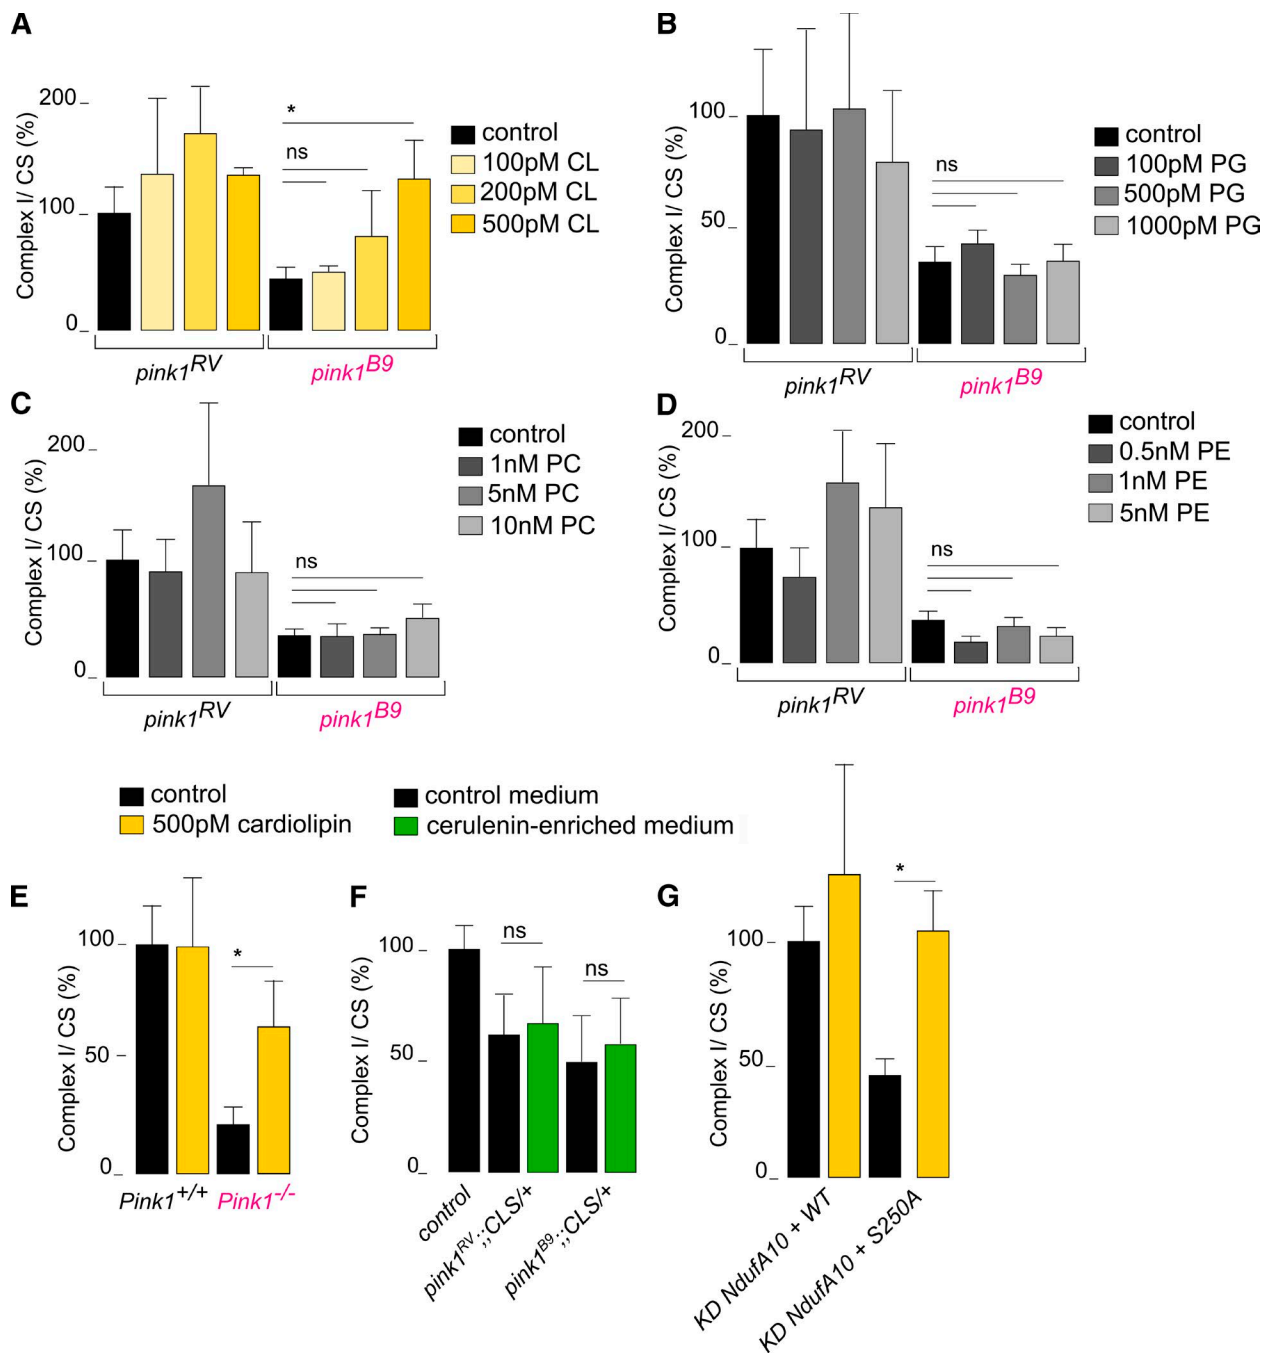 A
Complex I/ CS (%)
200
100
0
*
ns
control
100pM CL
200pM CL
500pM CL
pink1RV
pink1B9
B
Complex I/ CS (%)
100
50
0
ns
control
100pM PG
500pM PG
1000pM PG
pink1RV
pink1B9
C
Complex I/ CS (%)
200
100
0
ns
control
1nM PC
5nM PC
10nM PC
pink1RV
pink1B9
D
Complex I/ CS (%)
200
100
0
ns
control
0.5nM PE
1nM PE
5nM PE
pink1RV
pink1B9
control
500pM cardiolipin
control medium
cerulenin-enriched medium
E
Complex I/ CS (%)
100
50
0
*
Pink1+/+
Pink1-/-
F
Complex I/ CS (%)
100
50
0
ns
ns
control
pink1RV;;CLS/+
pink1B9;;CLS/+
G
Complex I/ CS (%)
100
50
0
*
KD NdufA10 + WT
KD NdufA10 + S250A